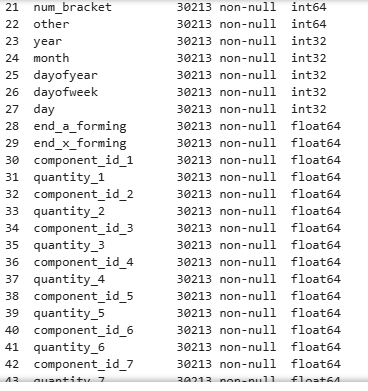 21 num_bracket 30213 non-null int64
22 other 30213 non-null int64
23 year 30213 non-null int32
24 month 30213 non-null int32
25 dayofyear 30213 non-null int32
26 dayofweek 30213 non-null int32
27 day 30213 non-null int32
28 end_a_forming 30213 non-null float64
29 end_x_forming 30213 non-null float64
30 component_id_1 30213 non-null float64
31 quantity_1 30213 non-null float64
32 component_id_2 30213 non-null float64
33 quantity_2 30213 non-null float64
34 component_id_3 30213 non-null float64
35 quantity_3 30213 non-null float64
36 component_id_4 30213 non-null float64
37 quantity_4 30213 non-null float64
38 component_id_5 30213 non-null float64
39 quantity_5 30213 non-null float64
40 component_id_6 30213 non-null float64
41 quantity_6 30213 non-null float64
42 component_id_7 30213 non-null float64
43 quantity_7 30213 non-null float64